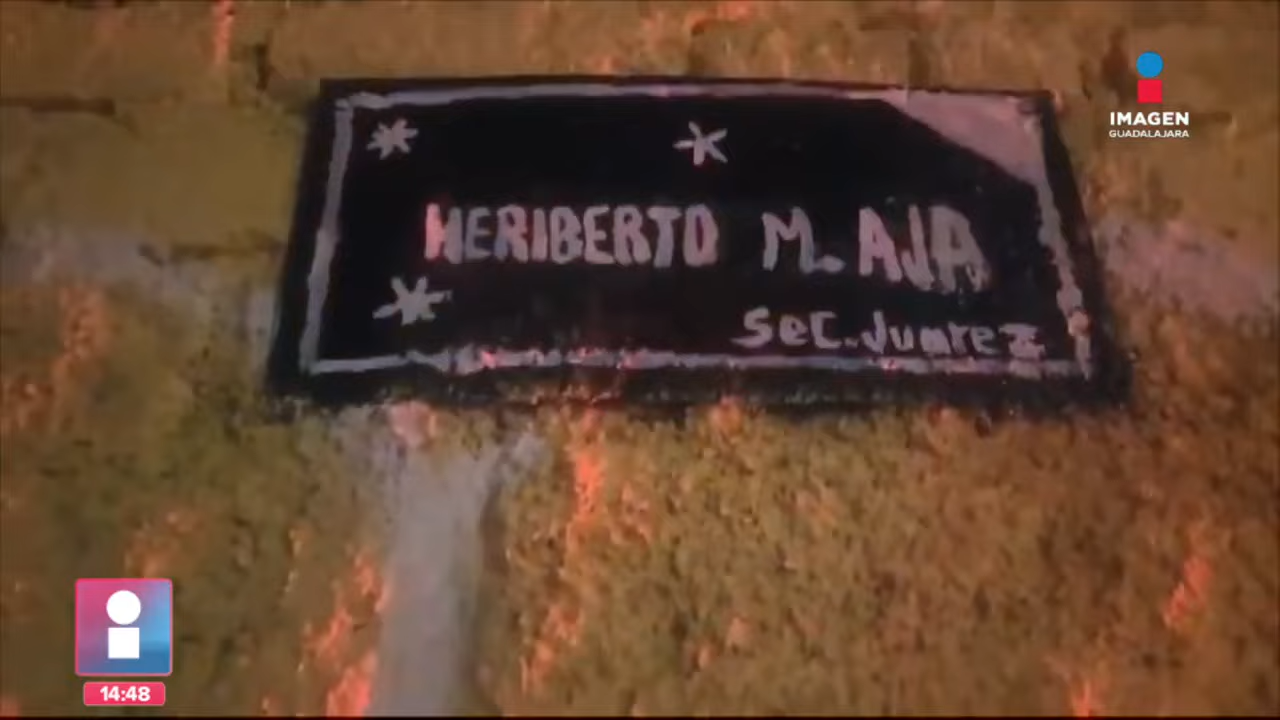 IMAGEN
GUADALAJARA
HERIBERTO M. AJA
Sec. Juarez
14:48